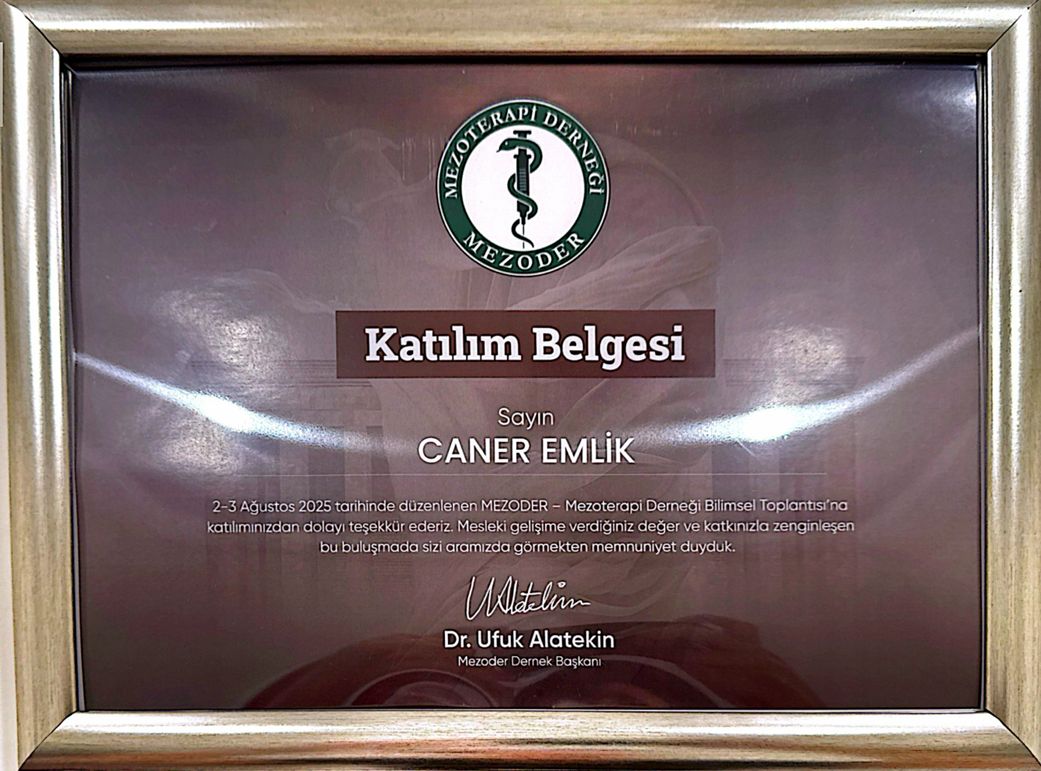 MEZOTERAPİ DERNEĞİ
MEZODER
Katılım Belgesi
Sayın
CANER EMLİK
2-3 Ağustos 2025 tarihinde düzenlenen MEZODER – Mezoterapi Derneği Bilimsel Toplantısı'na
katılımınızdan dolayı teşekkür ederiz. Mesleki gelişime verdiğiniz değer ve katkınızla zenginleşen
bu buluşmada sizi aramızda görmekten memnuniyet duyduk.
UAlatekin
Dr. Ufuk Alatekin
Mezoder Dernek Başkanı